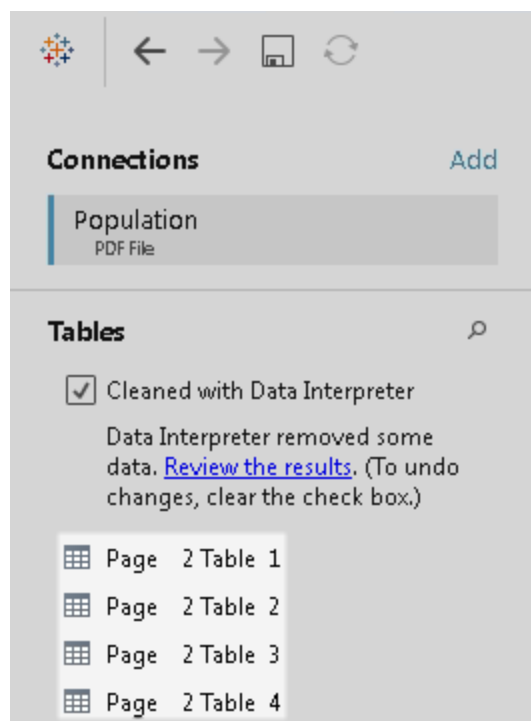 Connections Add
Population
PDF File
Tables
Cleaned with Data Interpreter
Data Interpreter removed some
data. Review the results. (To undo
changes, clear the check box.)
Page 2 Table 1
Page 2 Table 2
Page 2 Table 3
Page 2 Table 4